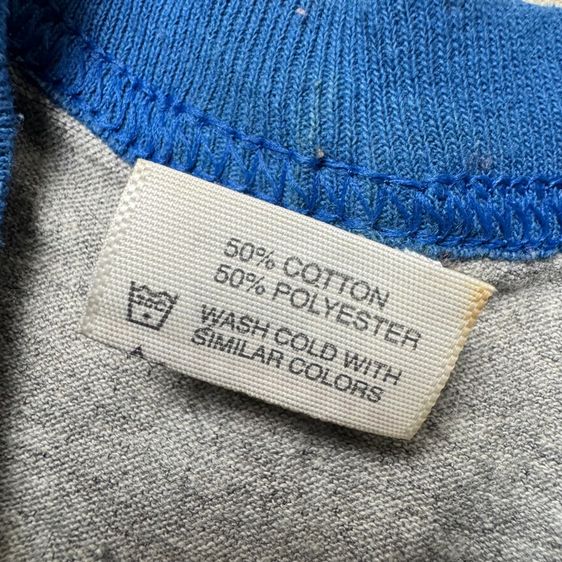 50% COTTON
50% POLYESTER
WASH COLD WITH
SIMILAR COLORS